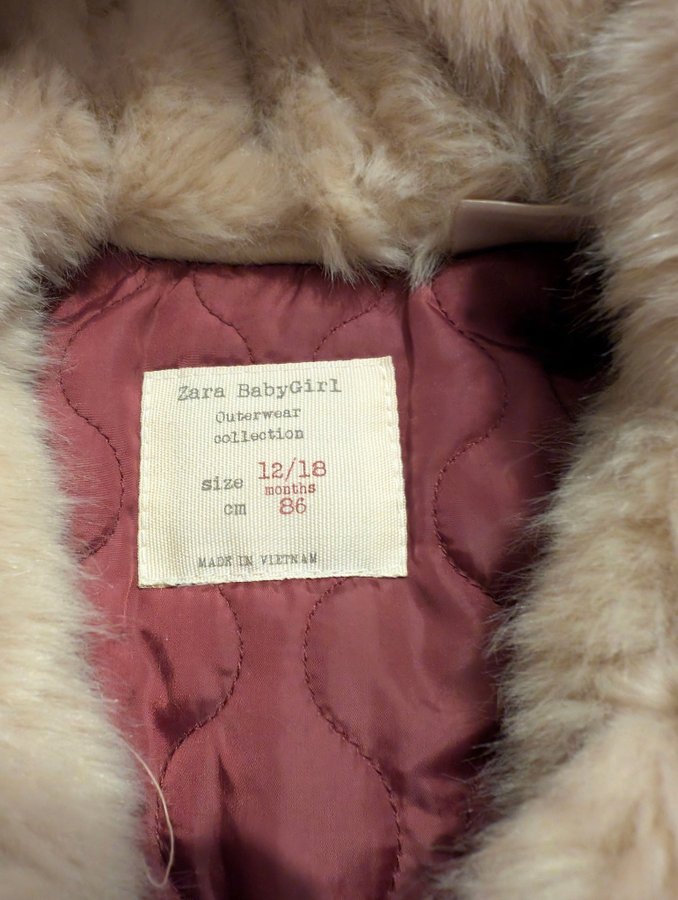 Zara BabyGirl
Outerwear
collection
size 12/18
months
cm 86
MADE IN VIETNAM